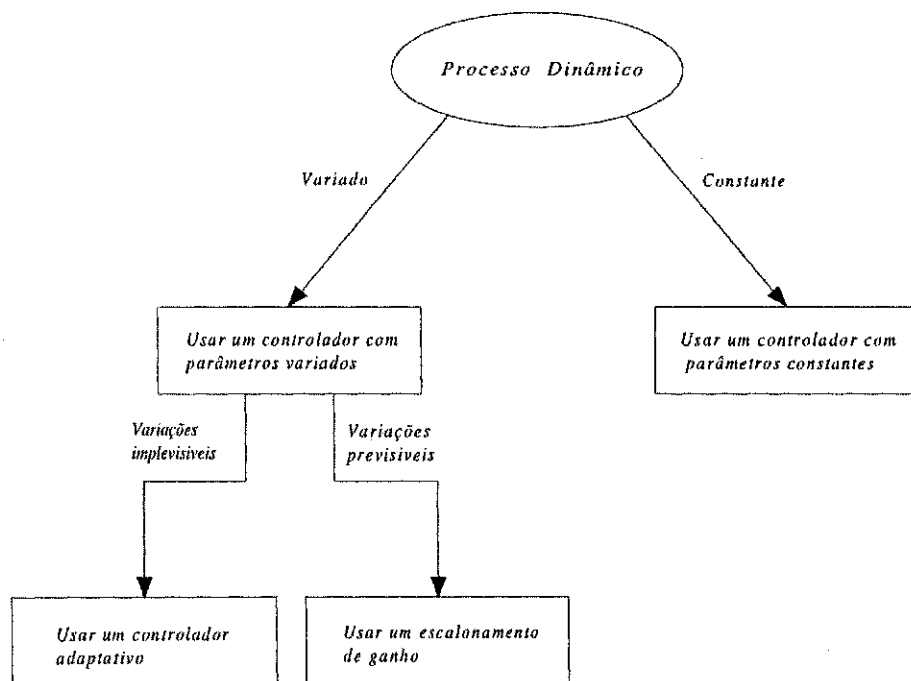 Processo Dinâmico
Variado
Constante
Usar um controlador com
parâmetros variados
Usar um controlador com
parâmetros constantes
Variações
implevisiveis
Variações
previsiveis
Usar um controlador
adaptativo
Usar um escalonamento
de ganho